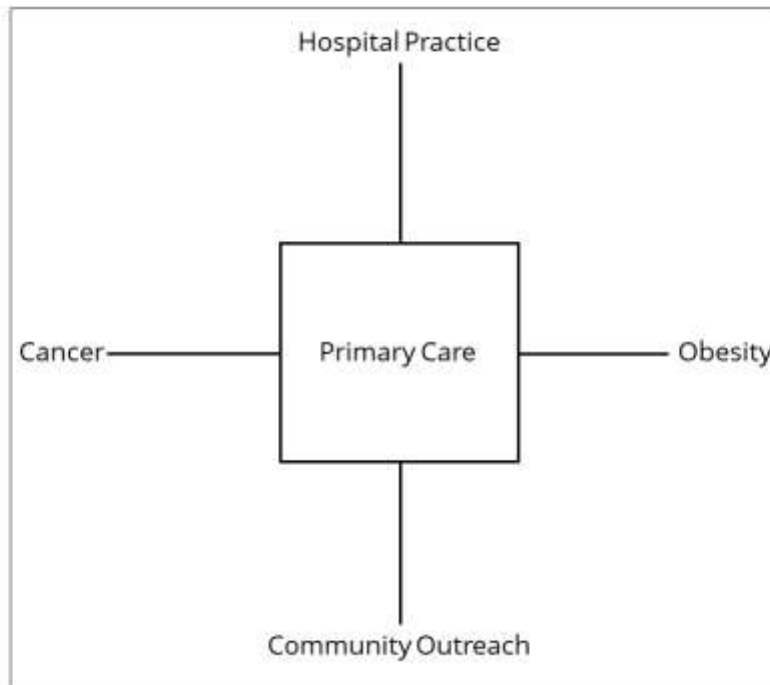 Hospital Practice
Cancer
Primary Care
Obesity
Community Outreach